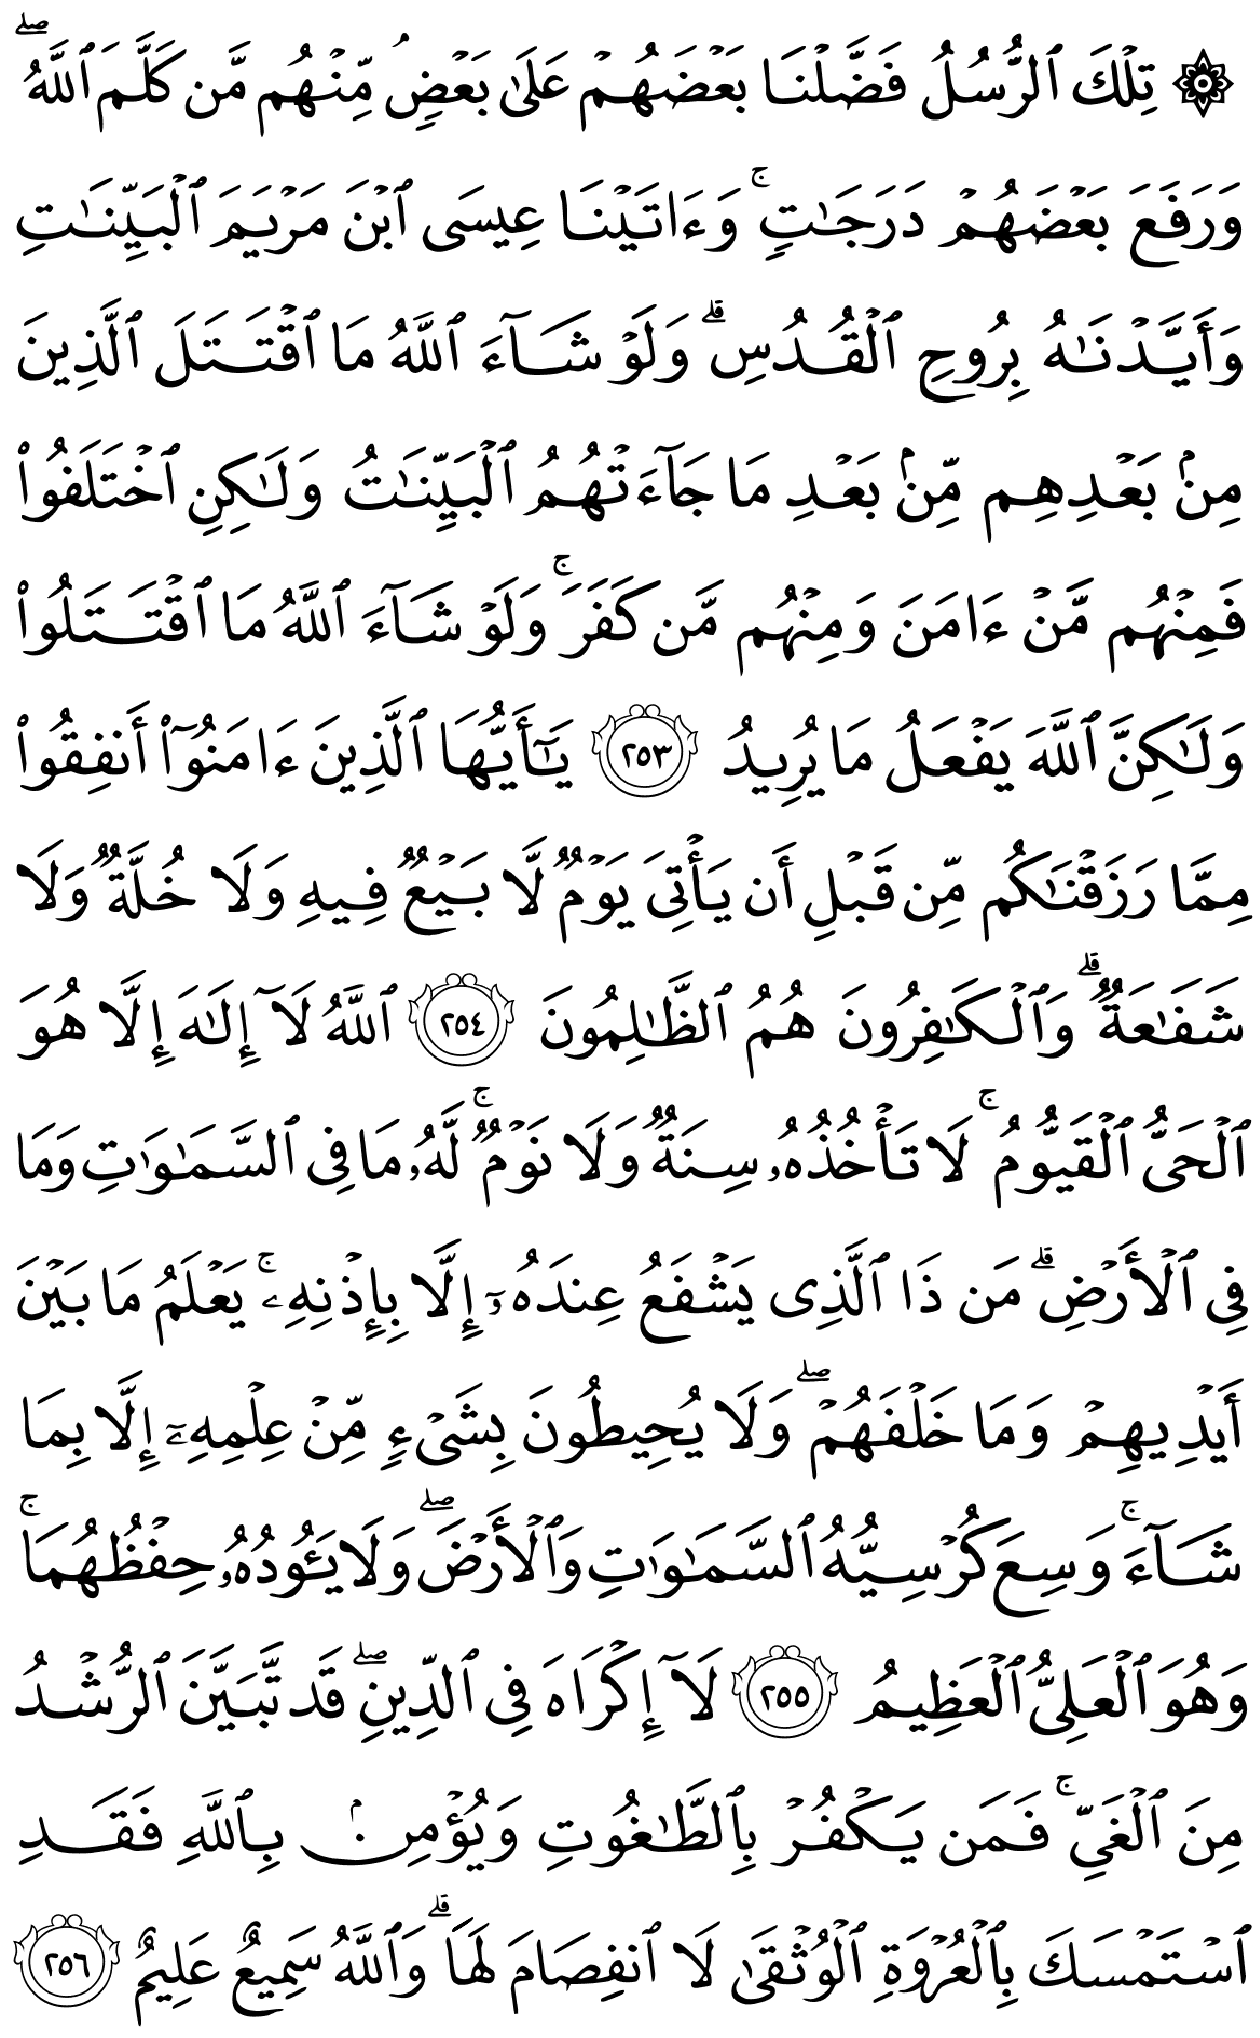 ۞ تِلْكَ ٱلرُّسُلُ فَضَّلْنَا بَعْضَهُمْ عَلَىٰ بَعْضٍۢ مِّنْهُم مَّن كَلَّمَ ٱللَّهُ ۖ
وَرَفَعَ بَعْضَهُمْ دَرَجَـٰتٍۢ ۚ وَءَاتَيْنَا عِيسَى ٱبْنَ مَرْيَمَ ٱلْبَيِّنَـٰتِ
وَأَيَّدْنَـٰهُ بِرُوحِ ٱلْقُدُسِ ۗ وَلَوْ شَآءَ ٱللَّهُ مَا ٱقْتَتَلَ ٱلَّذِينَ
مِنۢ بَعْدِهِم مِّنۢ بَعْدِ مَا جَآءَتْهُمُ ٱلْبَيِّنَـٰتُ وَلَـٰكِنِ ٱخْتَلَفُوا۟
فَمِنْهُم مَّنْ ءَامَنَ وَمِنْهُم مَّن كَفَرَ ۚ وَلَوْ شَآءَ ٱللَّهُ مَا ٱقْتَتَلُوا۟
وَلَـٰكِنَّ ٱللَّهَ يَفْعَلُ مَا يُرِيدُ ٢٥٣ يَـٰٓأَيُّهَا ٱلَّذِينَ ءَامَنُوٓا۟ أَنفِقُوا۟
مِمَّا رَزَقْنَـٰكُم مِّن قَبْلِ أَن يَأْتِىَ يَوْمٌۭ لَّا بَيْعٌۭ فِيهِ وَلَا خُلَّةٌۭ وَلَا
شَفَـٰعَةٌۭ ۗ وَٱلْكَـٰفِرُونَ هُمُ ٱلظَّـٰلِمُونَ ٢٥٤ ٱللَّهُ لَآ إِلَـٰهَ إِلَّا هُوَ
ٱلْحَىُّ ٱلْقَيُّومُ ۚ لَا تَأْخُذُهُۥ سِنَةٌۭ وَلَا نَوْمٌۭ ۚ لَّهُۥ مَا فِى ٱلسَّمَـٰوَٰتِ وَمَا
فِى ٱلْأَرْضِ ۗ مَن ذَا ٱلَّذِى يَشْفَعُ عِندَهُۥٓ إِلَّا بِإِذْنِهِۦ ۚ يَعْلَمُ مَا بَيْنَ
أَيْدِيهِمْ وَمَا خَلْفَهُمْ ۖ وَلَا يُحِيطُونَ بِشَىْءٍۢ مِّنْ عِلْمِهِۦٓ إِلَّا بِمَا
شَآءَ ۚ وَسِعَ كُرْسِيُّهُ ٱلسَّمَـٰوَٰتِ وَٱلْأَرْضَ ۖ وَلَا يَـُٔودُهُۥ حِفْظُهُمَا ۚ
وَهُوَ ٱلْعَلِىُّ ٱلْعَظِيمُ ٢٥٥ لَآ إِكْرَاهَ فِى ٱلدِّينِ ۖ قَد تَّبَيَّنَ ٱلرُّشْدُ
مِنَ ٱلْغَىِّ ۚ فَمَن يَكْفُرْ بِٱلطَّـٰغُوتِ وَيُؤْمِنۢ بِٱللَّهِ فَقَدِ
ٱسْتَمْسَكَ بِٱلْعُرْوَةِ ٱلْوُثْقَىٰ لَا ٱنفِصَامَ لَهَا ۗ وَٱللَّهُ سَمِيعٌ عَلِيمٌ ٢٥٦